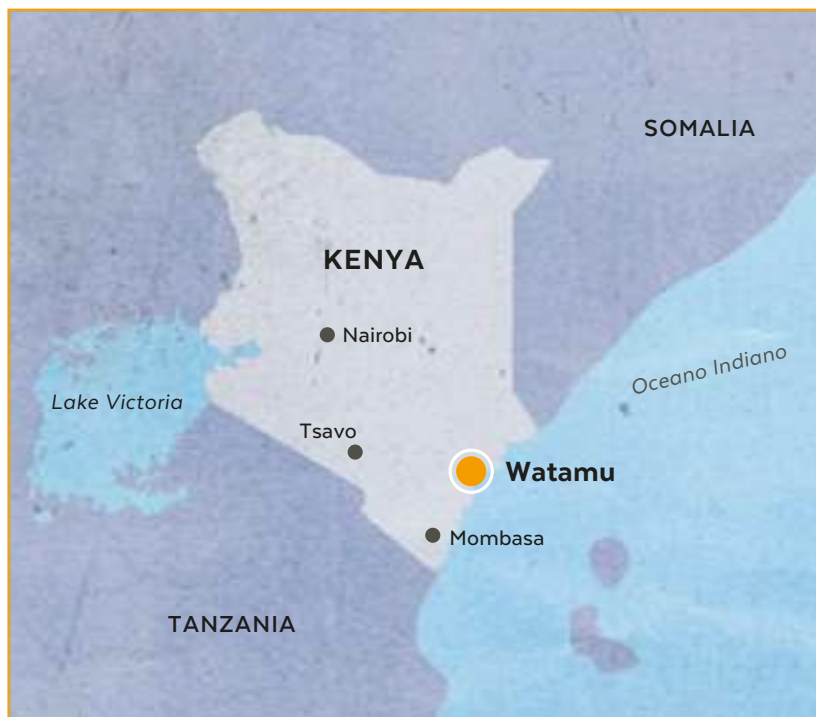 SOMALIA
KENYA
Nairobi
Oceano Indiano
Lake Victoria
Tsavo
Watamu
Mombasa
TANZANIA